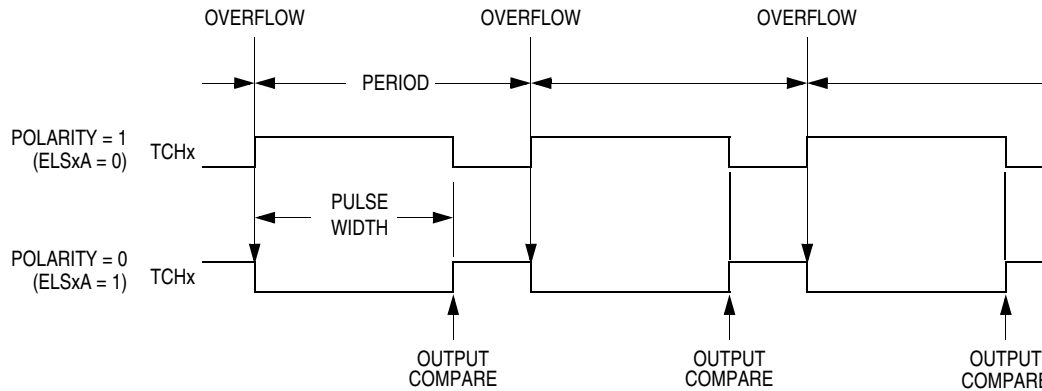 OVERFLOW OVERFLOW OVERFLOW
PERIOD
POLARITY = 1
(ELSxA = 0)
TCHx
PULSE
WIDTH
POLARITY = 0
(ELSxA = 1)
TCHx
OUTPUT
COMPARE
OUTPUT
COMPARE
OUTPUT
COMPARE